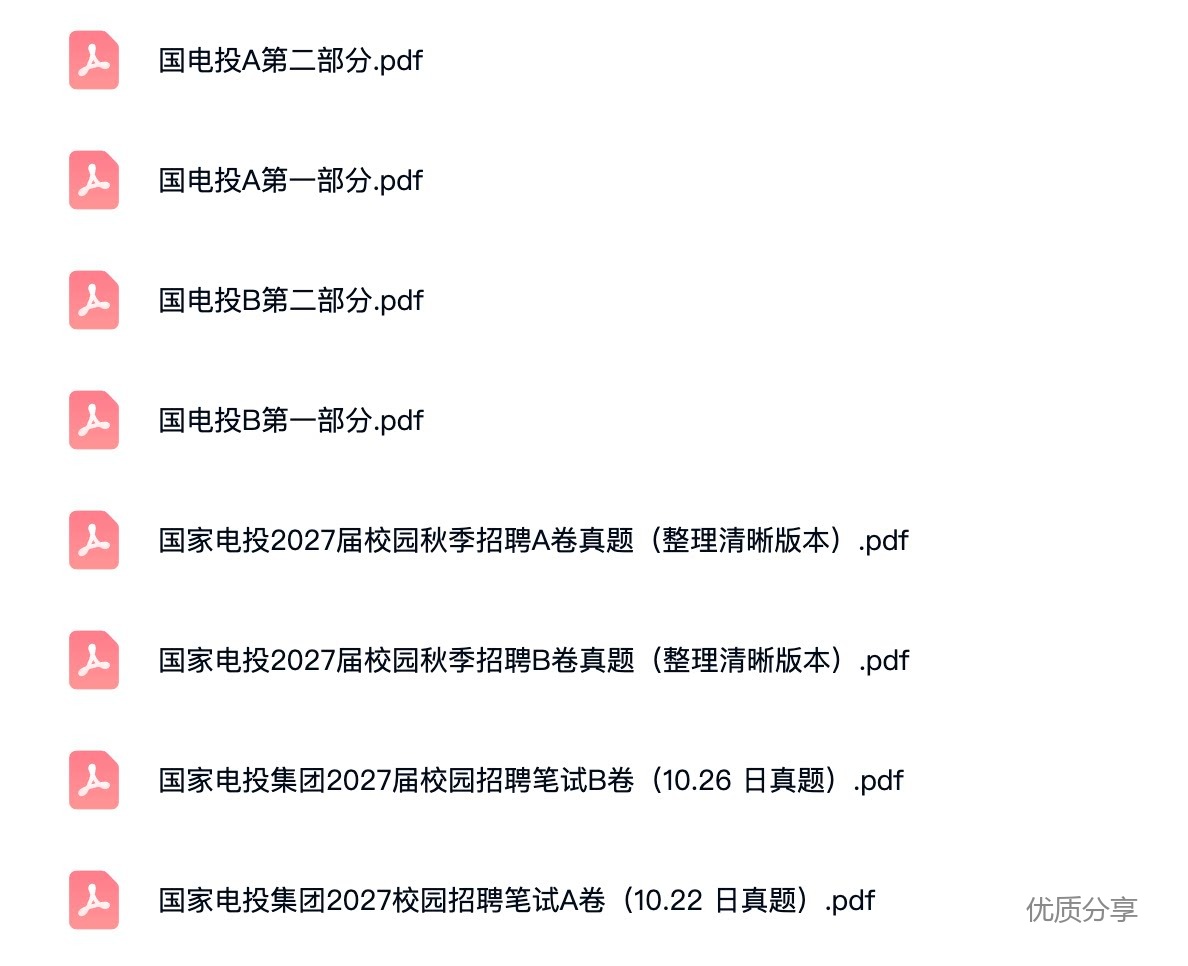 国电投A第二部分.pdf
国电投A第一部分.pdf
国电投B第二部分.pdf
国电投B第一部分.pdf
国家电投2027届校园秋季招聘A卷真题（整理清晰版本）.pdf
国家电投2027届校园秋季招聘B卷真题（整理清晰版本）.pdf
国家电投集团2027届校园招聘笔试B卷（10.26 日真题）.pdf
国家电投集团2027校园招聘笔试A卷（10.22 日真题）.pdf
优质分享